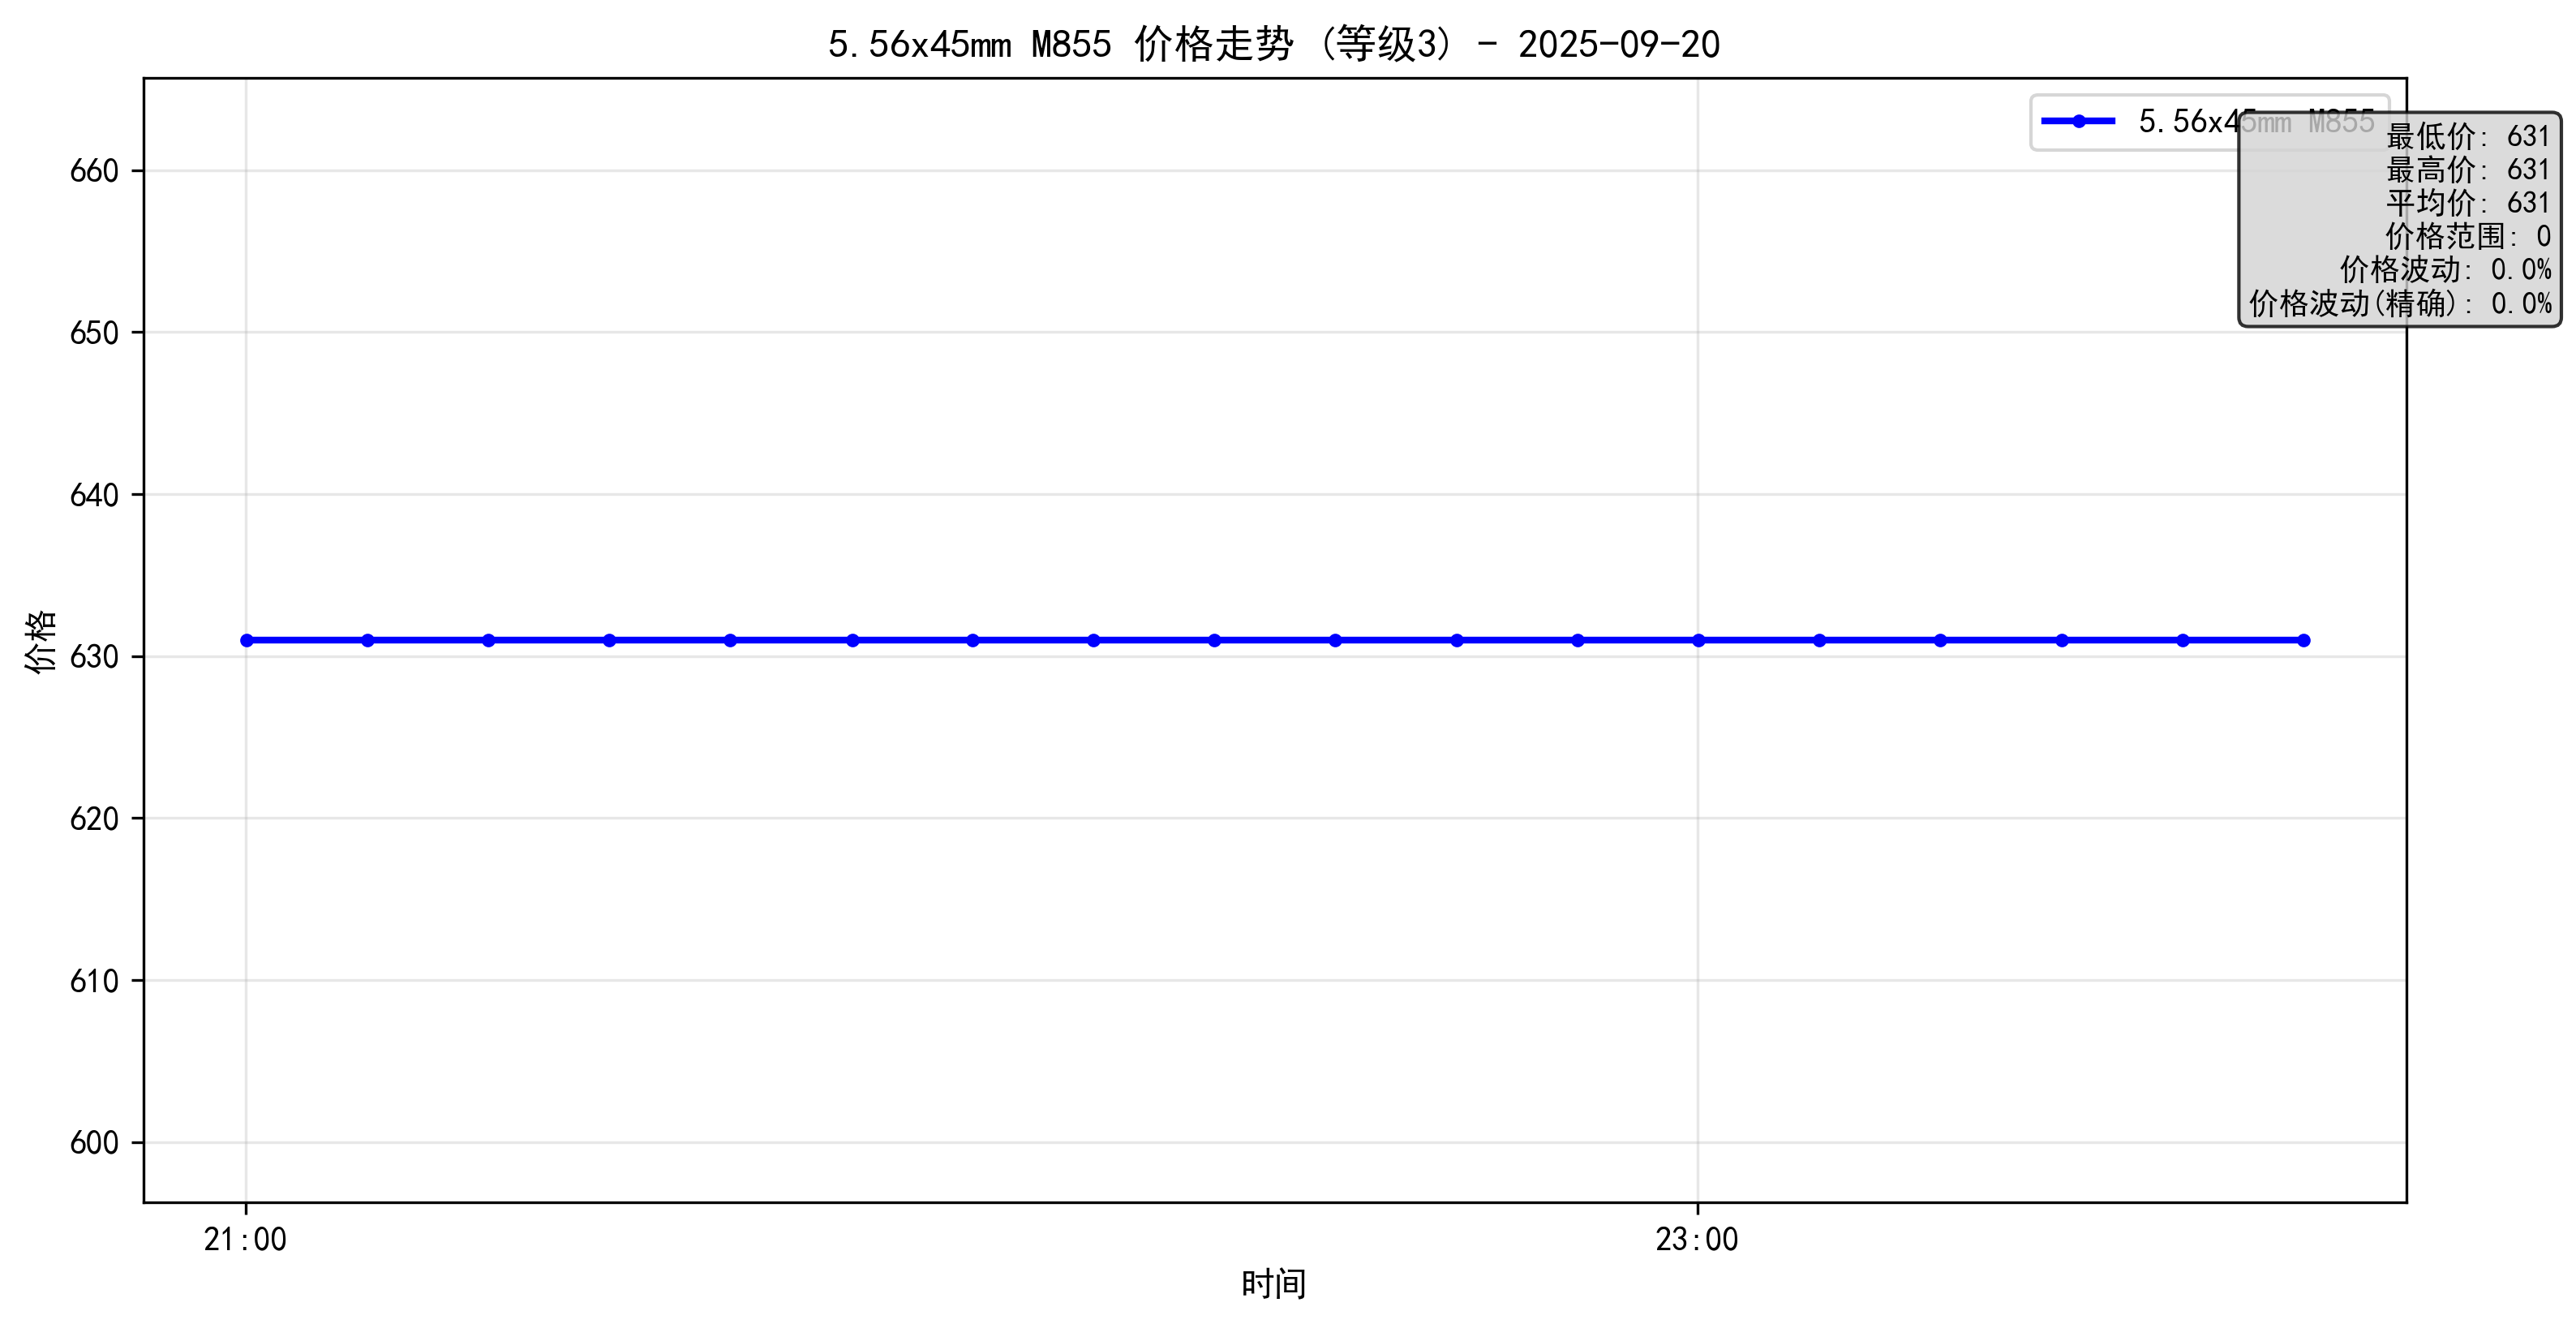 5.56x45mm M855 价格走势 (等级3) - 2025-09-20
5.56x45mm M855
最低价: 631
最高价: 631
平均价: 631
价格范围: 0
价格波动: 0.0%
价格波动(精确): 0.0%
价格
660
650
640
630
620
610
600
21:00
23:00
时间